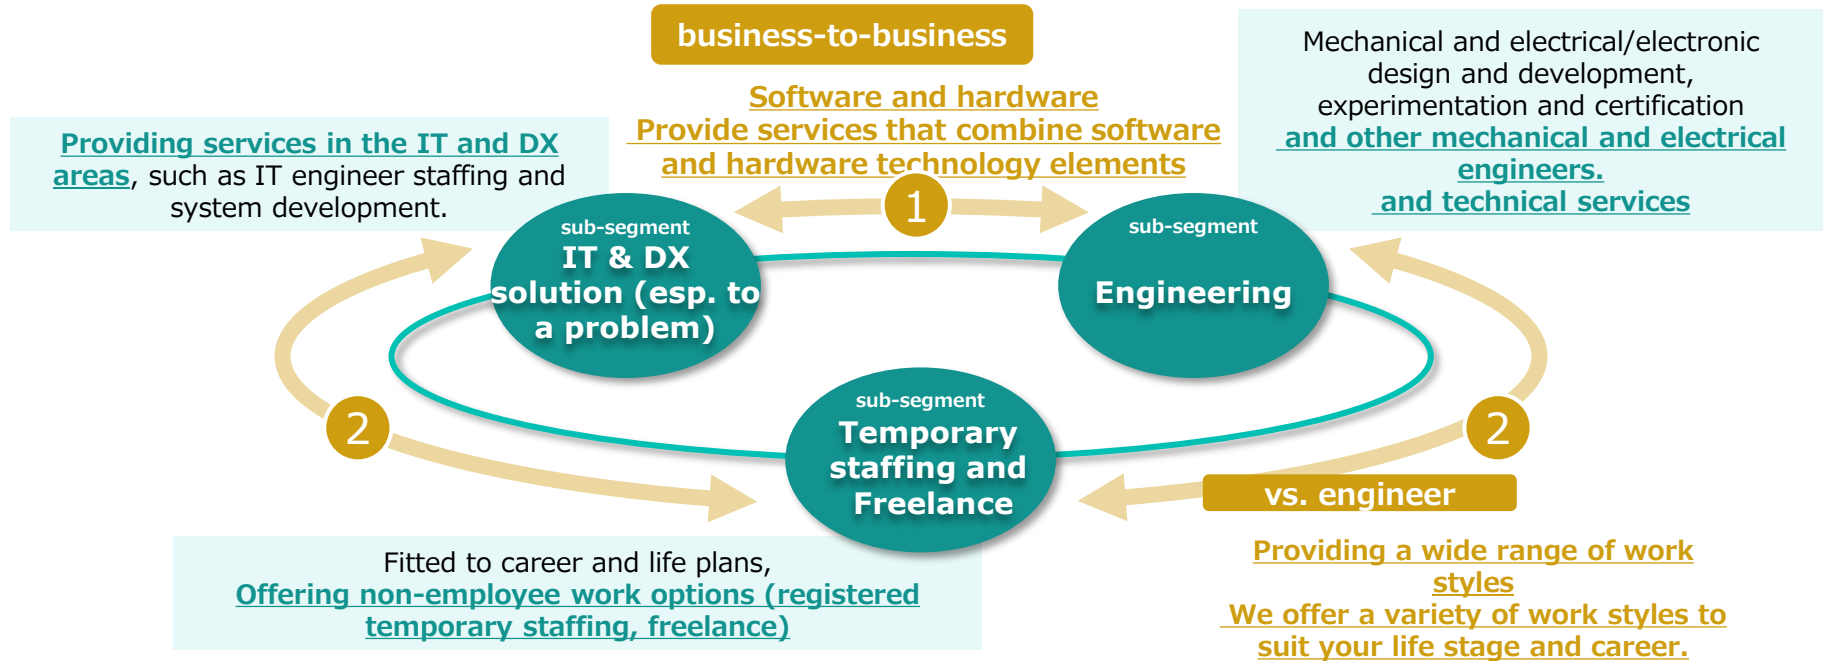 business-to-business
Software and hardware
Provide services that combine software
and hardware technology elements
Mechanical and electrical/electronic
design and development,
experimentation and certification
and other mechanical and electrical
engineers.
and technical services
Providing services in the IT and DX
areas, such as IT engineer staffing and
system development.
1
sub-segment
IT & DX
solution (esp. to
a problem)
sub-segment
Engineering
2
sub-segment
Temporary
staffing and
Freelance
2
vs. engineer
Fitted to career and life plans,
Offering non-employee work options (registered
temporary staffing, freelance)
Providing a wide range of work
styles
We offer a variety of work styles to
suit your life stage and career.